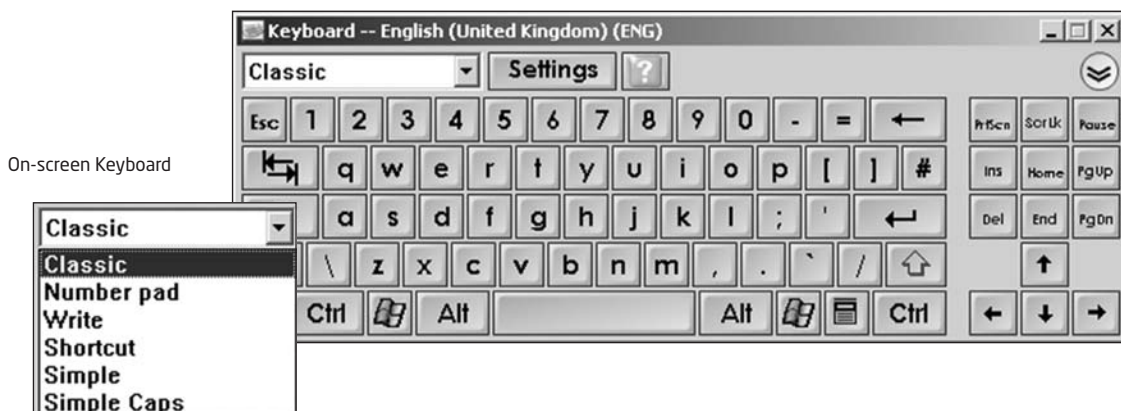 Keyboard -- English (United Kingdom) (ENG)
Classic Settings ?
Esc 1 2 3 4 5 6 7 8 9 0 - = ← PrtScn ScrLk Pause
q w e r t y u i o p [ ] # Ins Home PgUp
On-screen Keyboard
a s d f g h j k l ; ' Del End PgDn
Classic
\ z x c v b n m , . ` / ↑
Ctrl Alt Alt Ctrl ← ↓ →
Classic
Number pad
Write
Shortcut
Simple
Simple Caps